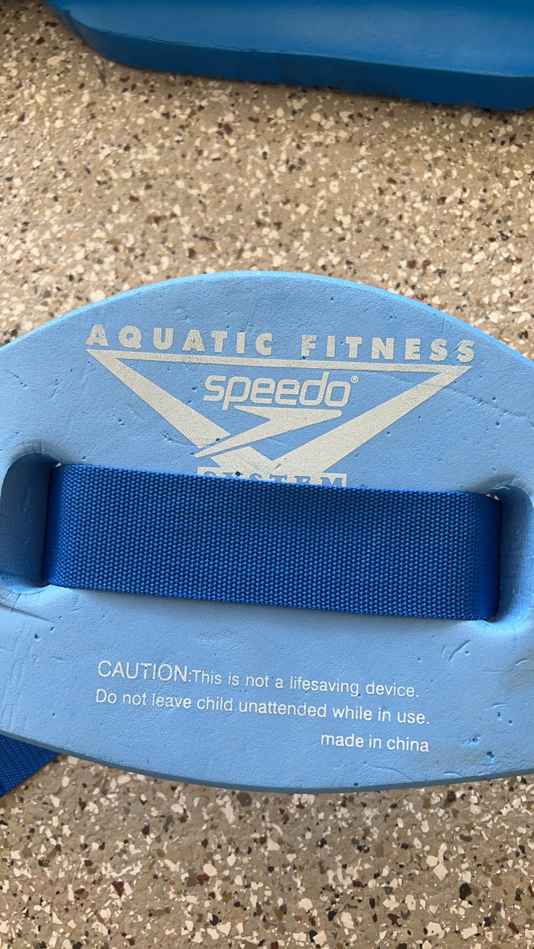 AQUATIC FITNESS
speedo®
SYSTEM
CAUTION:This is not a lifesaving device.
Do not leave child unattended while in use.
made in china